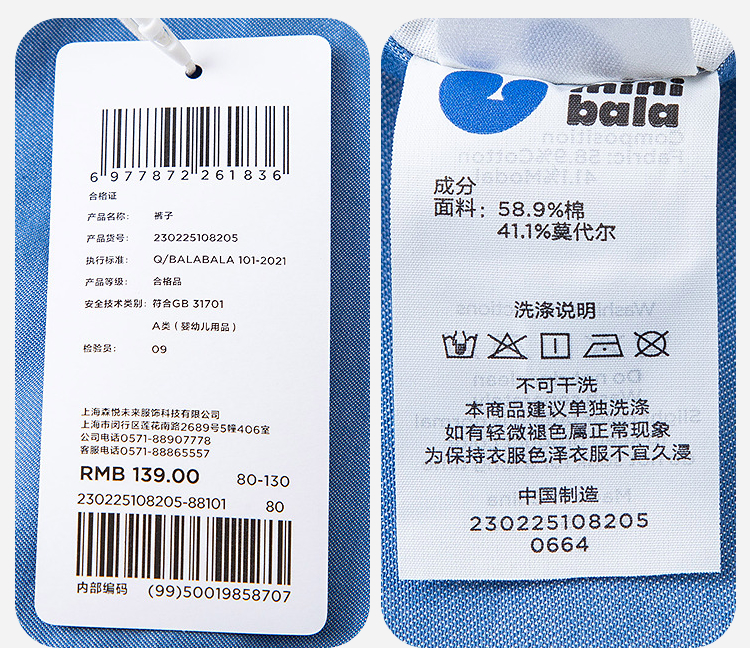 6 977872 261836
合格证
产品名称： 裤子
产品货号： 230225108205
执行标准： Q/BALABALA 101-2021
产品等级： 合格品
安全技术类别： 符合GB 31701
A类（婴幼儿用品）
检验员： 09
上海森悦未来服饰科技有限公司
上海市闵行区莲花南路2689号5幢406室
公司电话0571-88907778
客服电话0571-88865557
RMB 139.00 80-130
230225108205-88101 80
内部编码 (99)50019858707
mini
bala
Composition
Fabric: 58.9%Cotton
41.1%Modal
成分
面料： 58.9%棉
41.1%莫代尔
洗涤说明
不可干洗
本商品建议单独洗涤
如有轻微褪色属正常现象
为保持衣服色泽衣服不宜久浸
中国制造
230225108205
0664